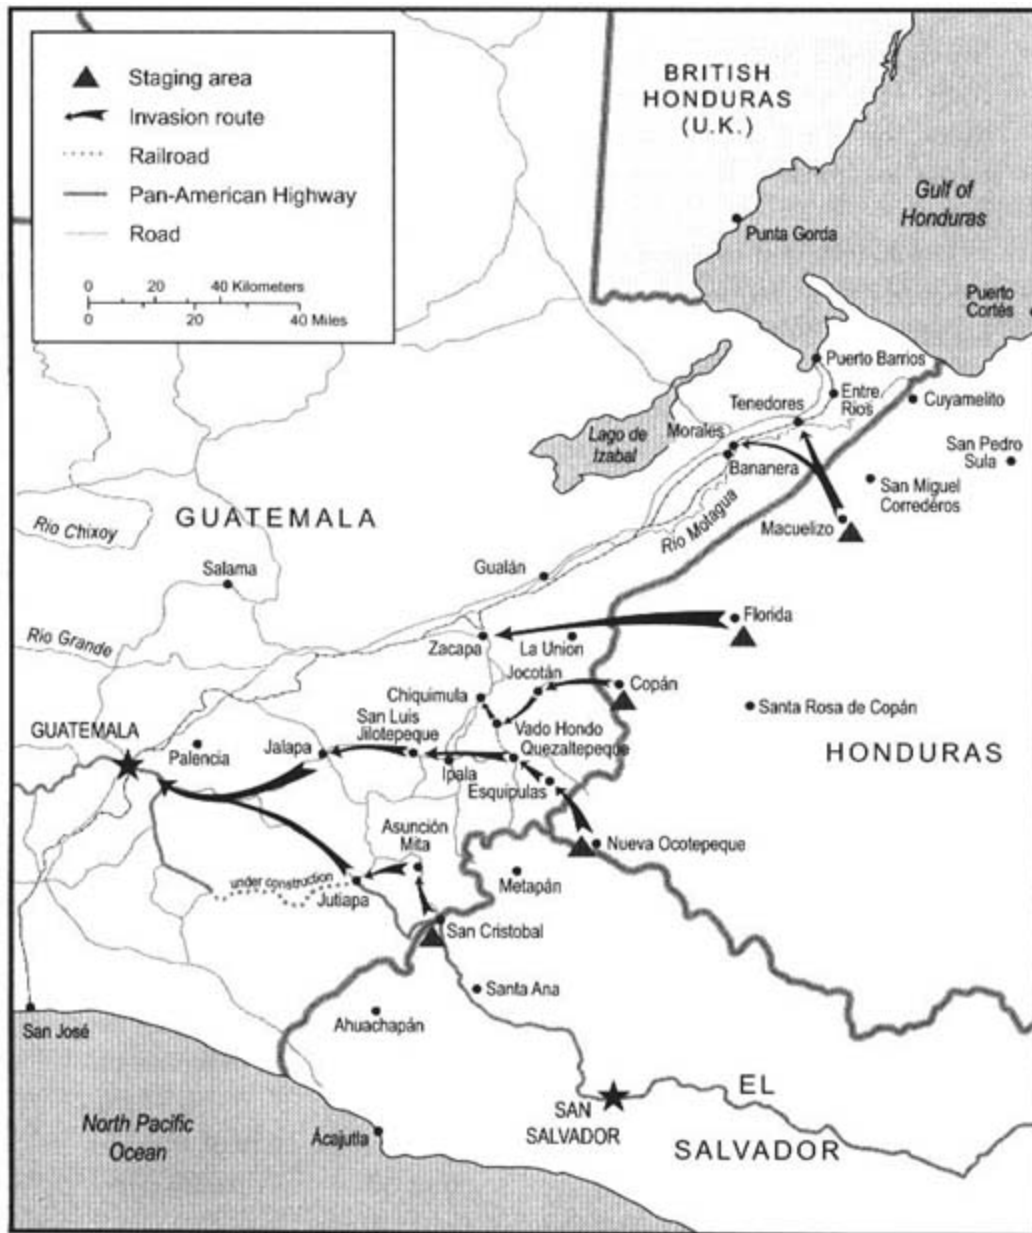 Staging area
Invasion route
Railroad
Pan-American Highway
Road
0 20 40 Kilometers
0 20 40 Miles
BRITISH
HONDURAS
(U.K.)
Gulf of
Honduras
Punta Gorda
Puerto
Cortés
Puerto Barrios
Entre
Rios
Cuyamelito
Tenedores
Morales
Lago de
Izabal
Bananera
San Pedro
Sula
San Miguel
Correderos
Macuelizo
Río Motagua
GUATEMALA
Río Chixoy
Salama
Gualán
Río Grande
Florida
Zacapa
La Union
Jocotán
Copán
Chiquimula
Santa Rosa de Copán
GUATEMALA
San Luis
Jilotepeque
Vado Hondo
Quezaltepeque
HONDURAS
Palencia
Jalapa
Ipala
Esquipulas
Asunción
Mita
Nueva Ocotepeque
Metapán
under construction
Jutiapa
San Cristobal
Santa Ana
San José
Ahuachapán
EL
SALVADOR
SAN
SALVADOR
North Pacific
Ocean
Ácajutla